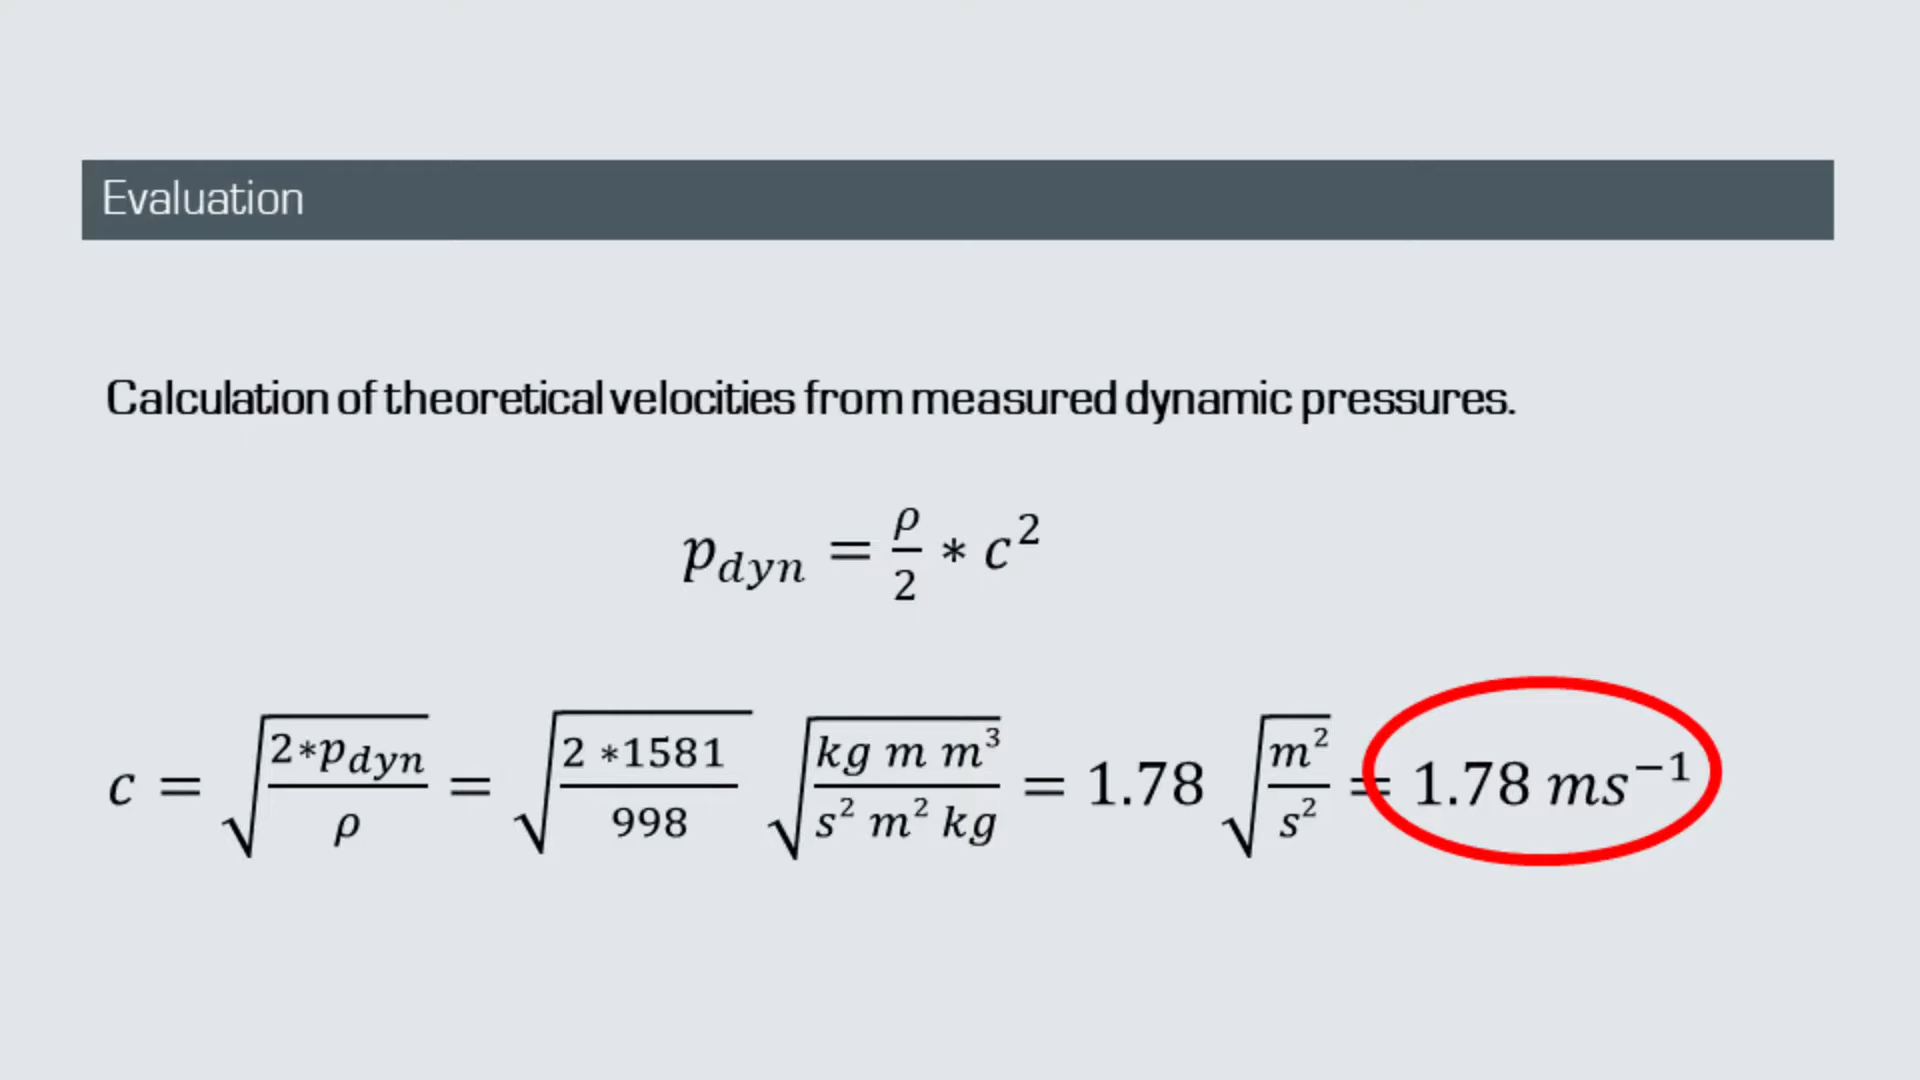 Evaluation
Calculation of theoretical velocities from measured dynamic pressures.
p_dyn = ρ/2 * c²
c = √(2*p_dyn/ρ) = √(2 *1581/998) √(kg m m³/s² m² kg) = 1.78 √(m²/s²) = 1.78 ms⁻¹